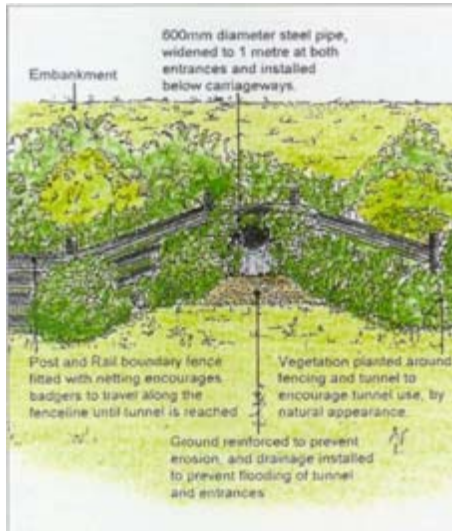 600mm diameter steel pipe,
widened to 1 metre at both
entrances and installed
below carriageways.
Embankment
Post and Rail boundary fence
fitted with netting encourages
badgers to travel along the
fenceline until tunnel is reached
Vegetation planted around
fencing and tunnel to
encourage tunnel use, by
natural appearance.
Ground reinforced to prevent
erosion, and drainage installed
to prevent flooding of tunnel
and entrances